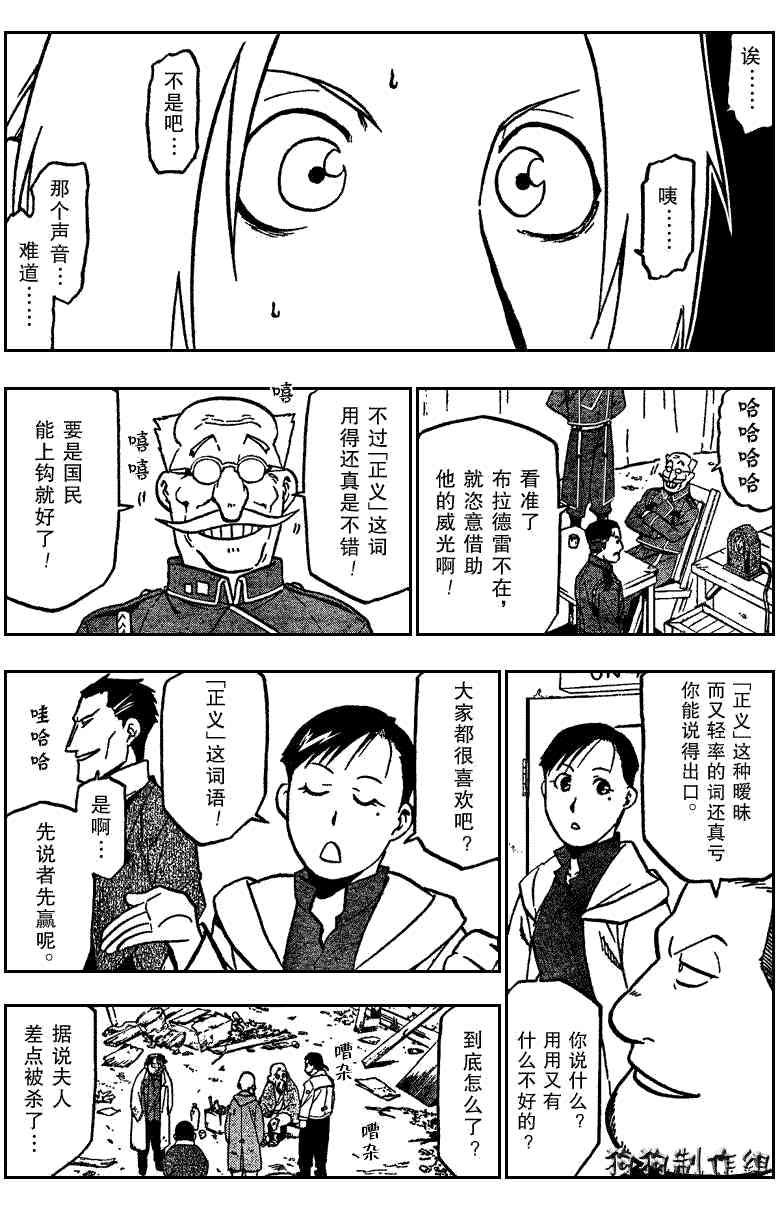 诶……
咦……
不是吧…
那个声音…
难道……
哈哈哈哈
看准了
布拉德雷不在，
就恣意借助
他的威光啊！
不过「正义」这词
用得还真是不错！
嘻
嘻嘻
要是国民
能上钩就好了！
ON
「正义」这种暧昧
而又轻率的词还真亏
你能说得出口。
你说什么？
用用又有
什么不好的？
大家都很喜欢吧？
「正义」这词语！
哇哈哈
是啊…
先说者先赢呢。
到底怎么了？
嘈杂
嘈杂
据说夫人
差点被杀了…
狗狗制作组